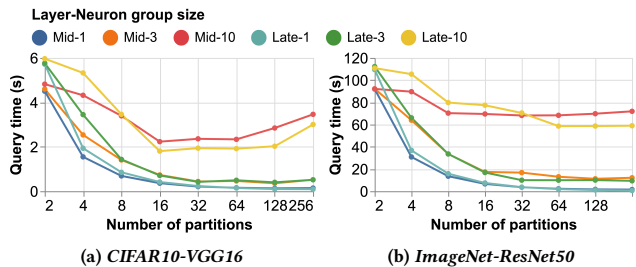 Layer-Neuron group size
Mid-1 Mid-3 Mid-10 Late-1 Late-3 Late-10
Query time (s)
6
4
2
0
2 4 8 16 32 64 128 256
Number of partitions
(a) CIFAR10-VGG16
Query time (s)
120
100
80
60
40
20
0
2 4 8 16 32 64 128
Number of partitions
(b) ImageNet-ResNet50